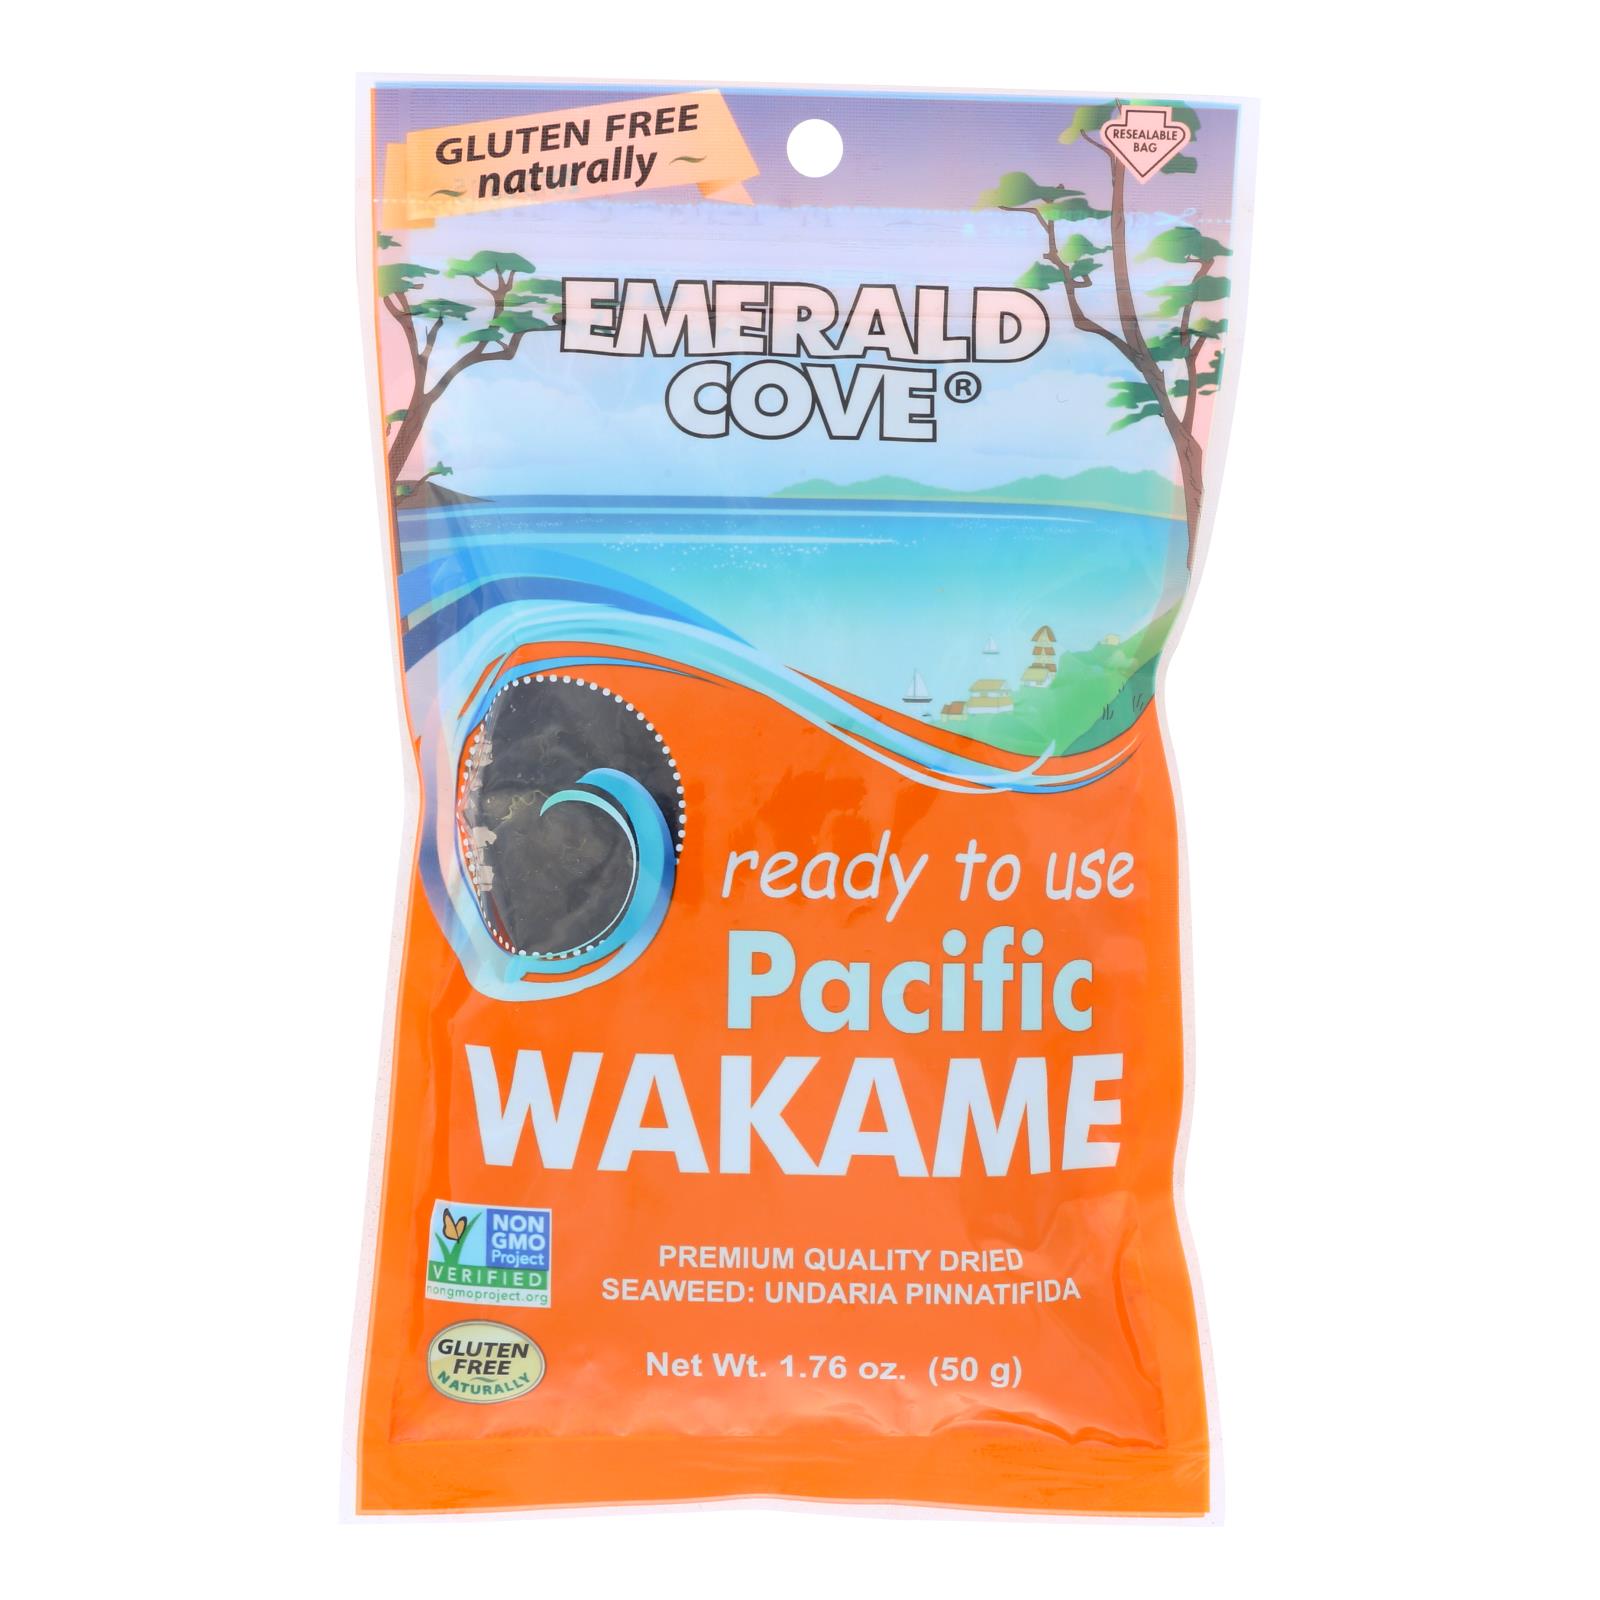 GLUTEN FREE
naturally
RESEALABLE
BAG
EMERALD
COVE®
ready to use
Pacific
WAKAME
NON
GMO
Project
VERIFIED
nongmoproject.org
PREMIUM QUALITY DRIED
SEAWEED: UNDARIA PINNATIFIDA
GLUTEN
FREE
NATURALLY
Net Wt. 1.76 oz. (50 g)